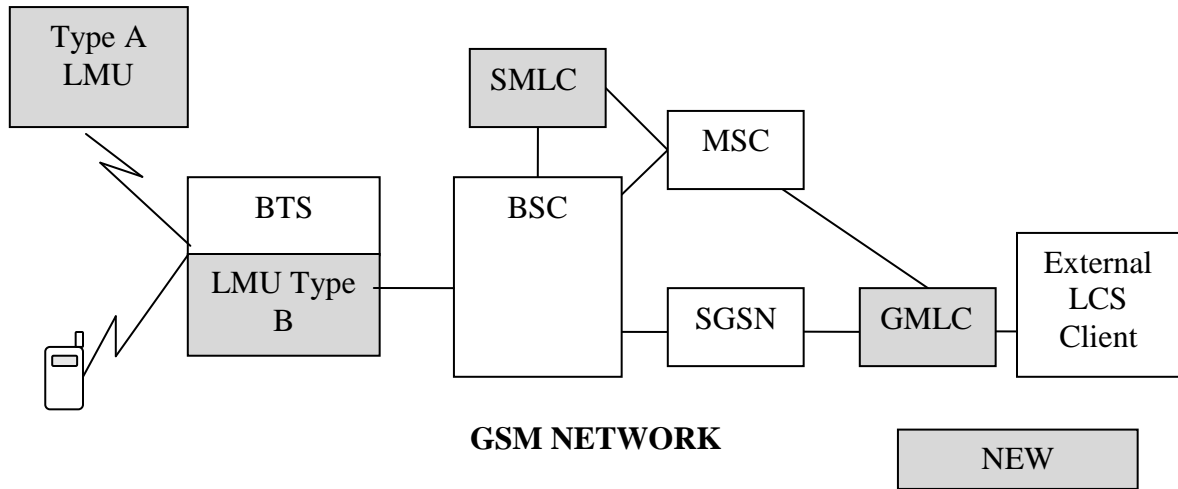 Type A
LMU
SMLC
MSC
BTS
BSC
LMU Type
B
SGSN
GMLC
External
LCS
Client
GSM NETWORK
NEW